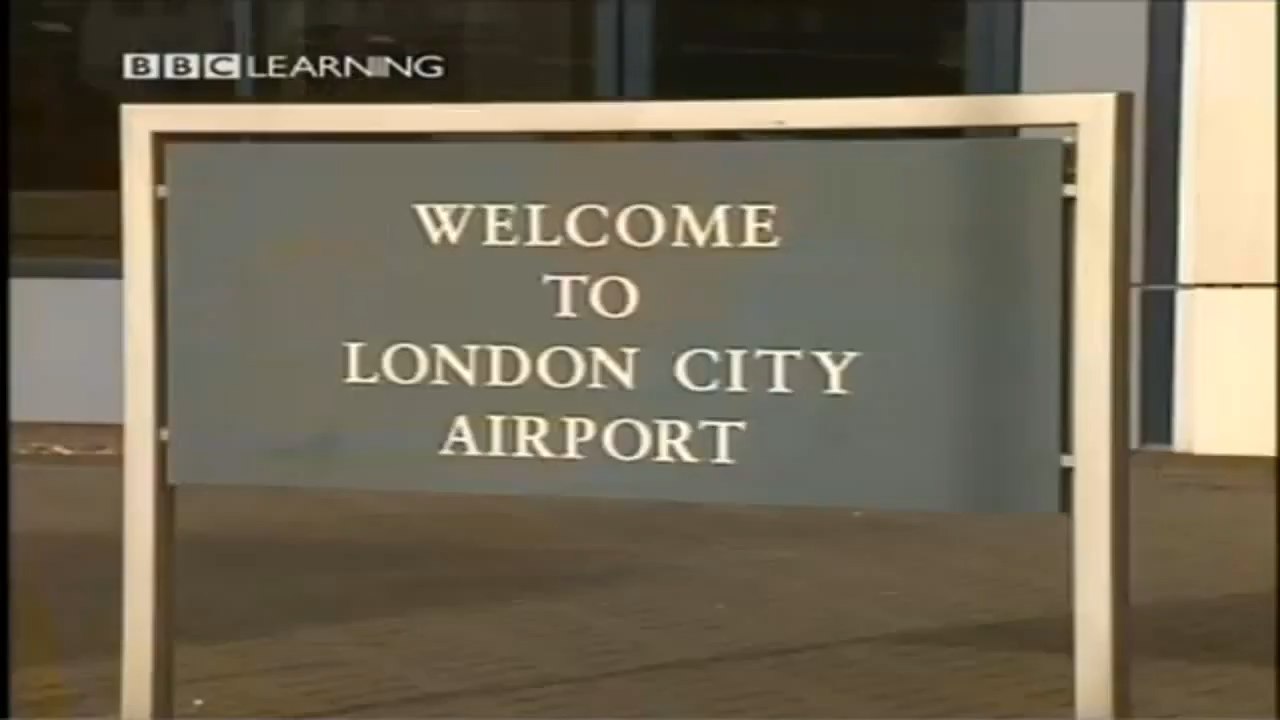 BBC LEARNING
WELCOME
TO
LONDON CITY
AIRPORT